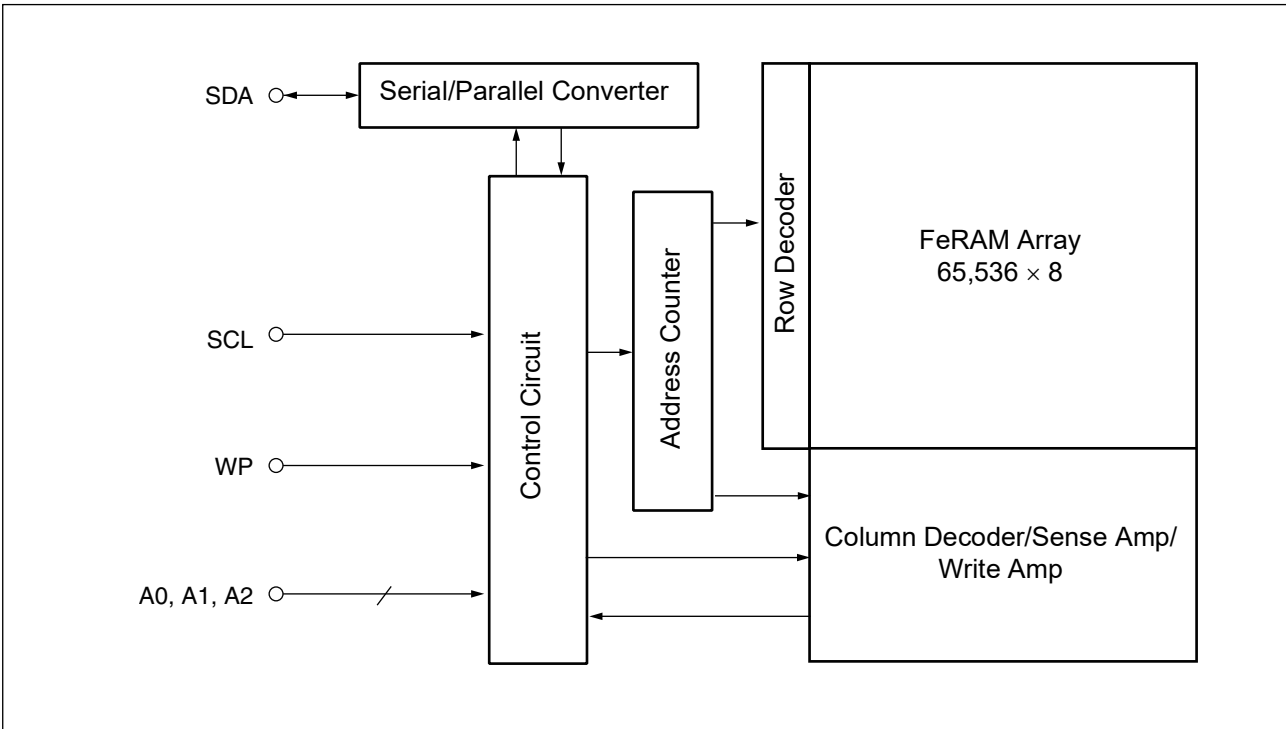 SDA
Serial/Parallel Converter
SCL
WP
A0, A1, A2
Control Circuit
Address Counter
Row Decoder
FeRAM Array
65,536 × 8
Column Decoder/Sense Amp/
Write Amp